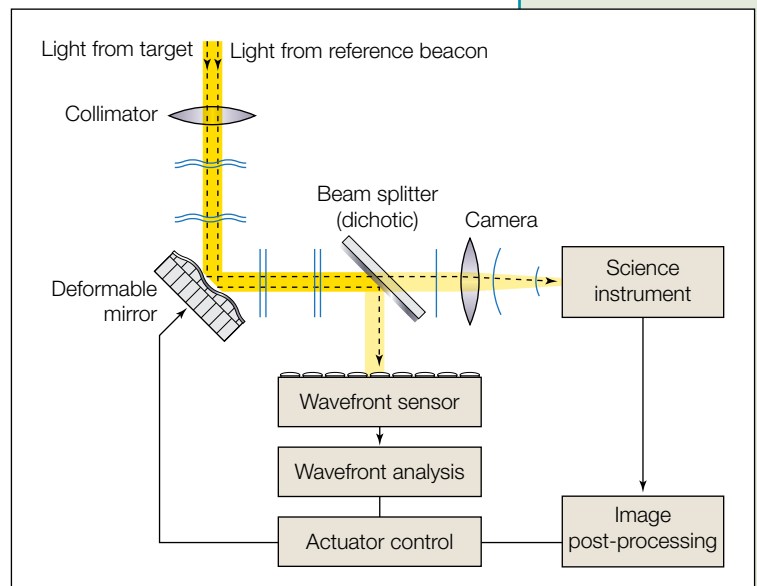 Light from target
Light from reference beacon
Collimator
Beam splitter
(dichotic)
Camera
Deformable
mirror
Science
instrument
Wavefront sensor
Wavefront analysis
Actuator control
Image
post-processing